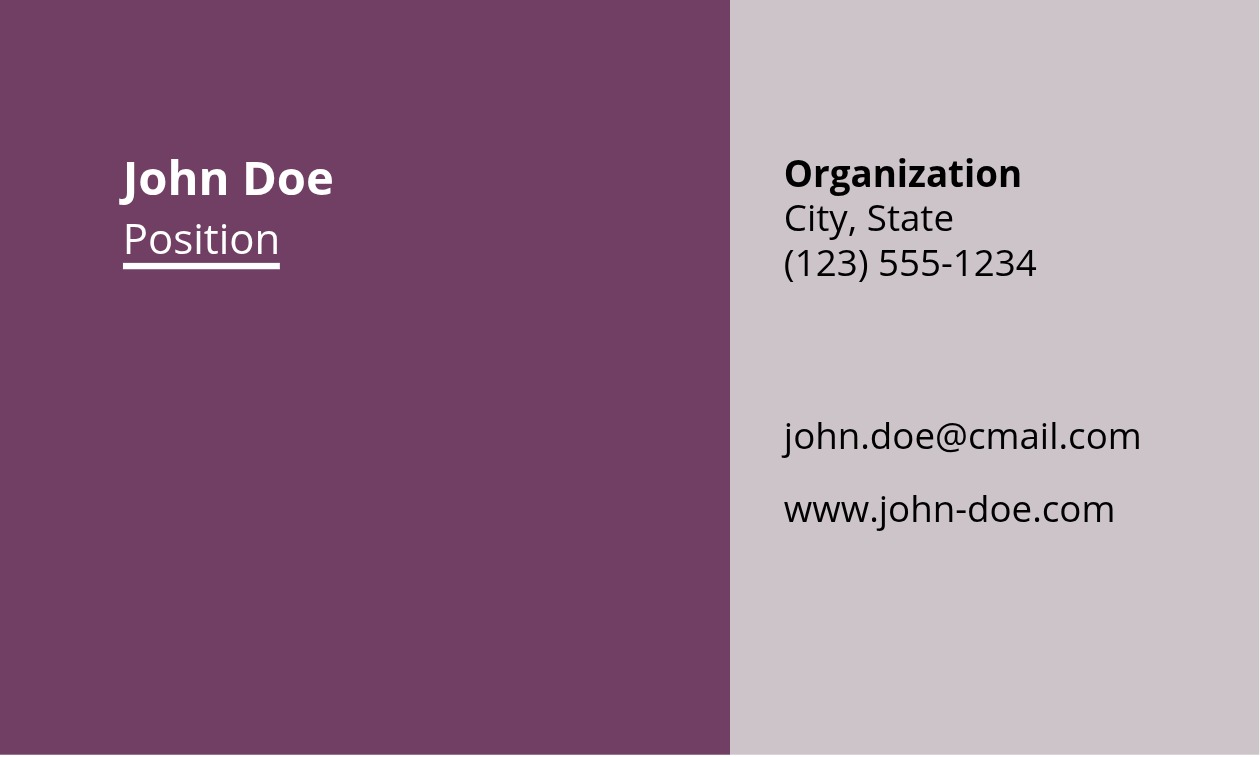 John Doe
Position
Organization
City, State
(123) 555-1234
john.doe@cmail.com
www.john-doe.com